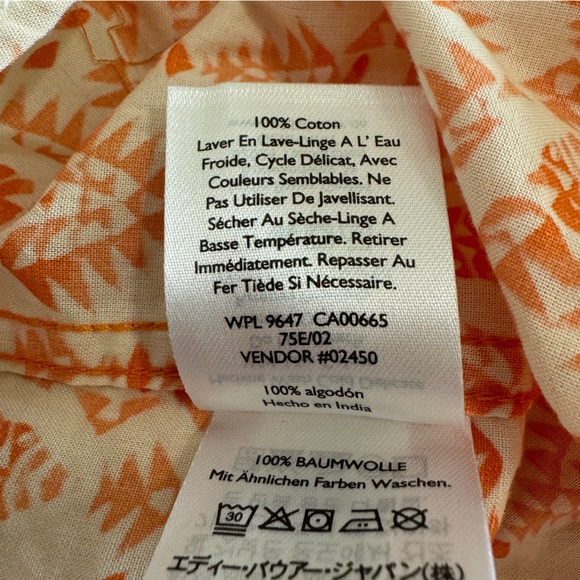 100% Coton
Laver En Lave-Linge A L' Eau
Froide, Cycle Délicat, Avec
Couleurs Semblables. Ne
Pas Utiliser De Javellisant.
Sécher Au Sèche-Linge A
Basse Température. Retirer
Immédiatement. Repasser Au
Fer Tiède Si Nécessaire.
WPL 9647 CA00665
75E/02
VENDOR #02450
100% algodón
Hecho en India
100% BAUMWOLLE
Mit Ähnlichen Farben Waschen.
30
エディー・バウアー・ジャパン(株)